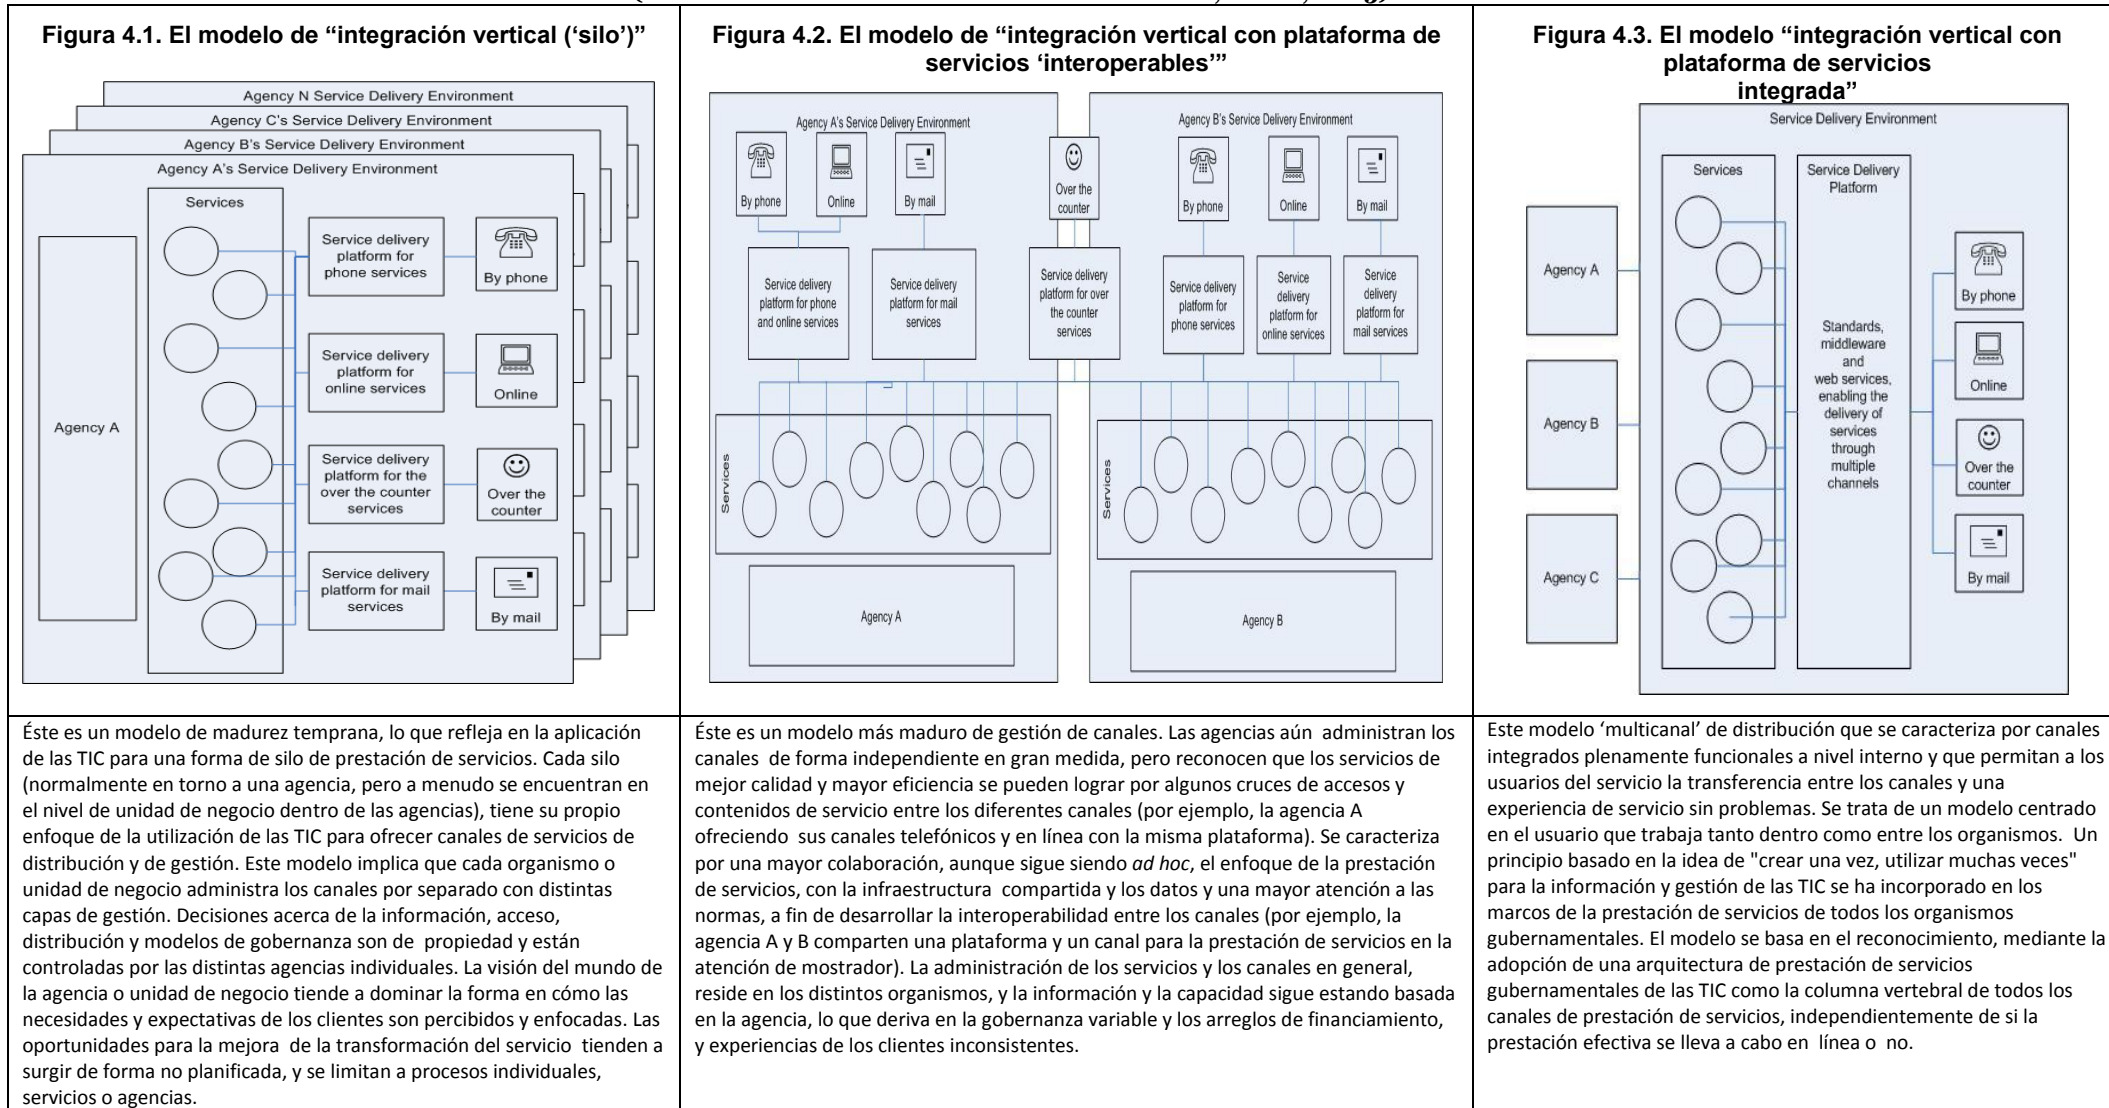 Figura 4.1. El modelo de “integración vertical (‘silo’)”
Agency N Service Delivery Environment
Agency C's Service Delivery Environment
Agency B's Service Delivery Environment
Agency A's Service Delivery Environment
Services
Agency A
Service delivery
platform for
phone services
By phone
Service delivery
platform for
online services
Online
Service delivery
platform for the
over the counter
services
Over the
counter
Service delivery
platform for mail
services
By mail
Éste es un modelo de madurez temprana, lo que refleja en la aplicación
de las TIC para una forma de silo de prestación de servicios. Cada silo
(normalmente en torno a una agencia, pero a menudo se encuentran en
el nivel de unidad de negocio dentro de las agencias), tiene su propio
enfoque de la utilización de las TIC para ofrecer canales de servicios de
distribución y de gestión. Este modelo implica que cada organismo o
unidad de negocio administra los canales por separado con distintas
capas de gestión. Decisiones acerca de la información, acceso,
distribución y modelos de gobernanza son de propiedad y están
controladas por las distintas agencias individuales. La visión del mundo de
la agencia o unidad de negocio tiende a dominar la forma en cómo las
necesidades y expectativas de los clientes son percibidos y enfocadas. Las
oportunidades para la mejora de la transformación del servicio tienden a
surgir de forma no planificada, y se limitan a procesos individuales,
servicios o agencias.
Figura 4.2. El modelo de “integración vertical con plataforma de
servicios ‘interoperables’”
Agency A's Service Delivery Environment
By phone
Online
By mail
Over the
counter
Agency B's Service Delivery Environment
By phone
Online
By mail
Service delivery
platform for phone
and online services
Service delivery
platform for mail
services
Service delivery
platform for over
the counter
services
Service delivery
platform for
phone services
Service
delivery
platform for
online services
Service
delivery
platform for
mail services
Services
Services
Agency A
Agency B
Éste es un modelo más maduro de gestión de canales. Las agencias aún administran los
canales de forma independiente en gran medida, pero reconocen que los servicios de
mejor calidad y mayor eficiencia se pueden lograr por algunos cruces de accesos y
contenidos de servicio entre los diferentes canales (por ejemplo, la agencia A
ofreciendo sus canales telefónicos y en línea con la misma plataforma). Se caracteriza
por una mayor colaboración, aunque sigue siendo ad hoc, el enfoque de la prestación
de servicios, con la infraestructura compartida y los datos y una mayor atención a las
normas, a fin de desarrollar la interoperabilidad entre los canales (por ejemplo, la
agencia A y B comparten una plataforma y un canal para la prestación de servicios en la
atención de mostrador). La administración de los servicios y los canales en general,
reside en los distintos organismos, y la información y la capacidad sigue estando basada
en la agencia, lo que deriva en la gobernanza variable y los arreglos de financiamiento,
y experiencias de los clientes inconsistentes.
Figura 4.3. El modelo “integración vertical con
plataforma de servicios
integrada”
Service Delivery Environment
Services
Service Delivery
Platform
Agency A
Agency B
Agency C
Standards,
middleware
and
web services,
enabling the
delivery of
services
through
multiple
channels
By phone
Online
Over the
counter
By mail
Este modelo ‘multicanal’ de distribución que se caracteriza por canales
integrados plenamente funcionales a nivel interno y que permitan a los
usuarios del servicio la transferencia entre los canales y una
experiencia de servicio sin problemas. Se trata de un modelo centrado
en el usuario que trabaja tanto dentro como entre los organismos. Un
principio basado en la idea de "crear una vez, utilizar muchas veces"
para la información y gestión de las TIC se ha incorporado en los
marcos de la prestación de servicios de todos los organismos
gubernamentales. El modelo se basa en el reconocimiento, mediante la
adopción de una arquitectura de prestación de servicios
gubernamentales de las TIC como la columna vertebral de todos los
canales de prestación de servicios, independientemente de si la
prestación efectiva se lleva a cabo en línea o no.